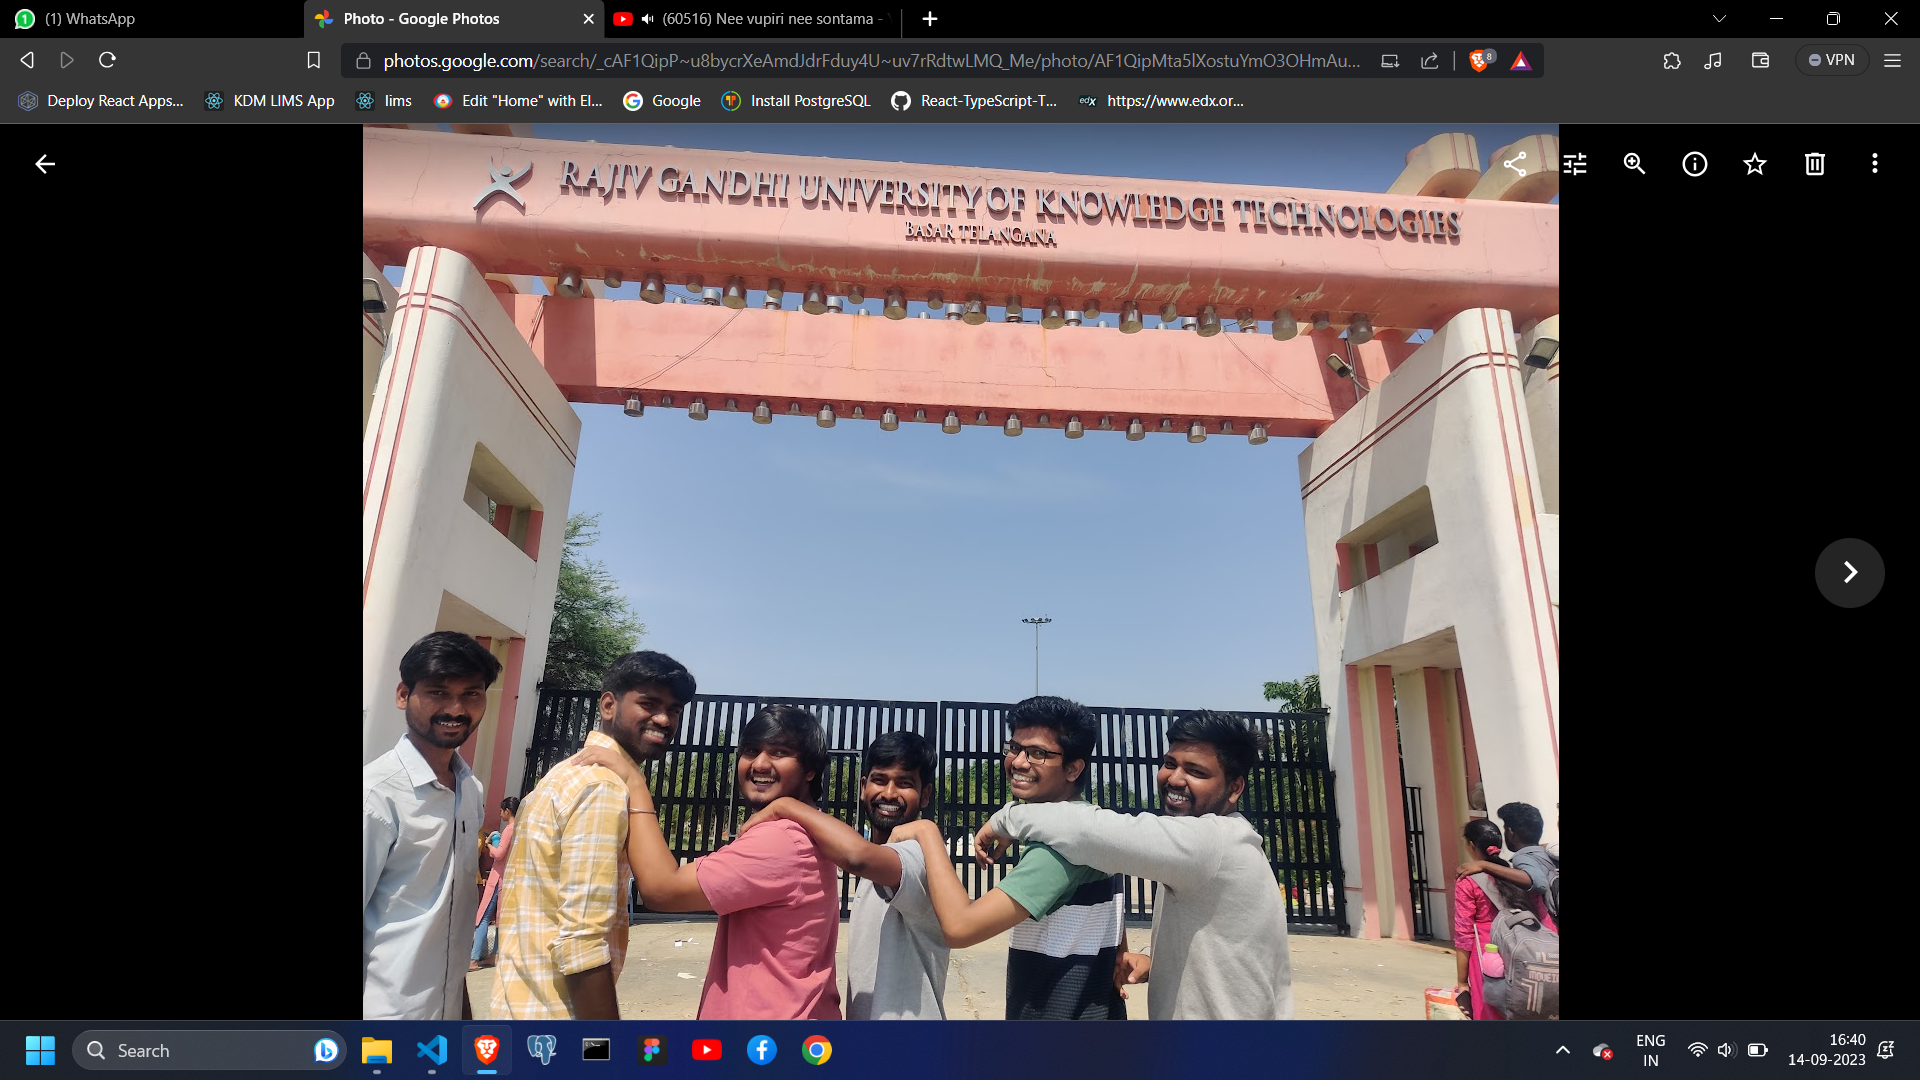 (1) WhatsApp
Photo - Google Photos
(60516) Nee vupiri nee sontama -
photos.google.com/search/_cAF1QipP~u8bycrXeAmdJdrFduy4U~uv7rRdtwLMQ_Me/photo/AF1QipMta5lXostuYmO3OHmAu...
8
VPN
Deploy React Apps...
KDM LIMS App
lims
Edit "Home" with El...
Google
Install PostgreSQL
React-TypeScript-T...
edX
https://www.edx.or...
RAJIV GANDHI UNIVERSITY OF KNOWLEDGE TECHNOLOGIES
BASAR TELANGANA
Search
ENG
IN
16:40
14-09-2023